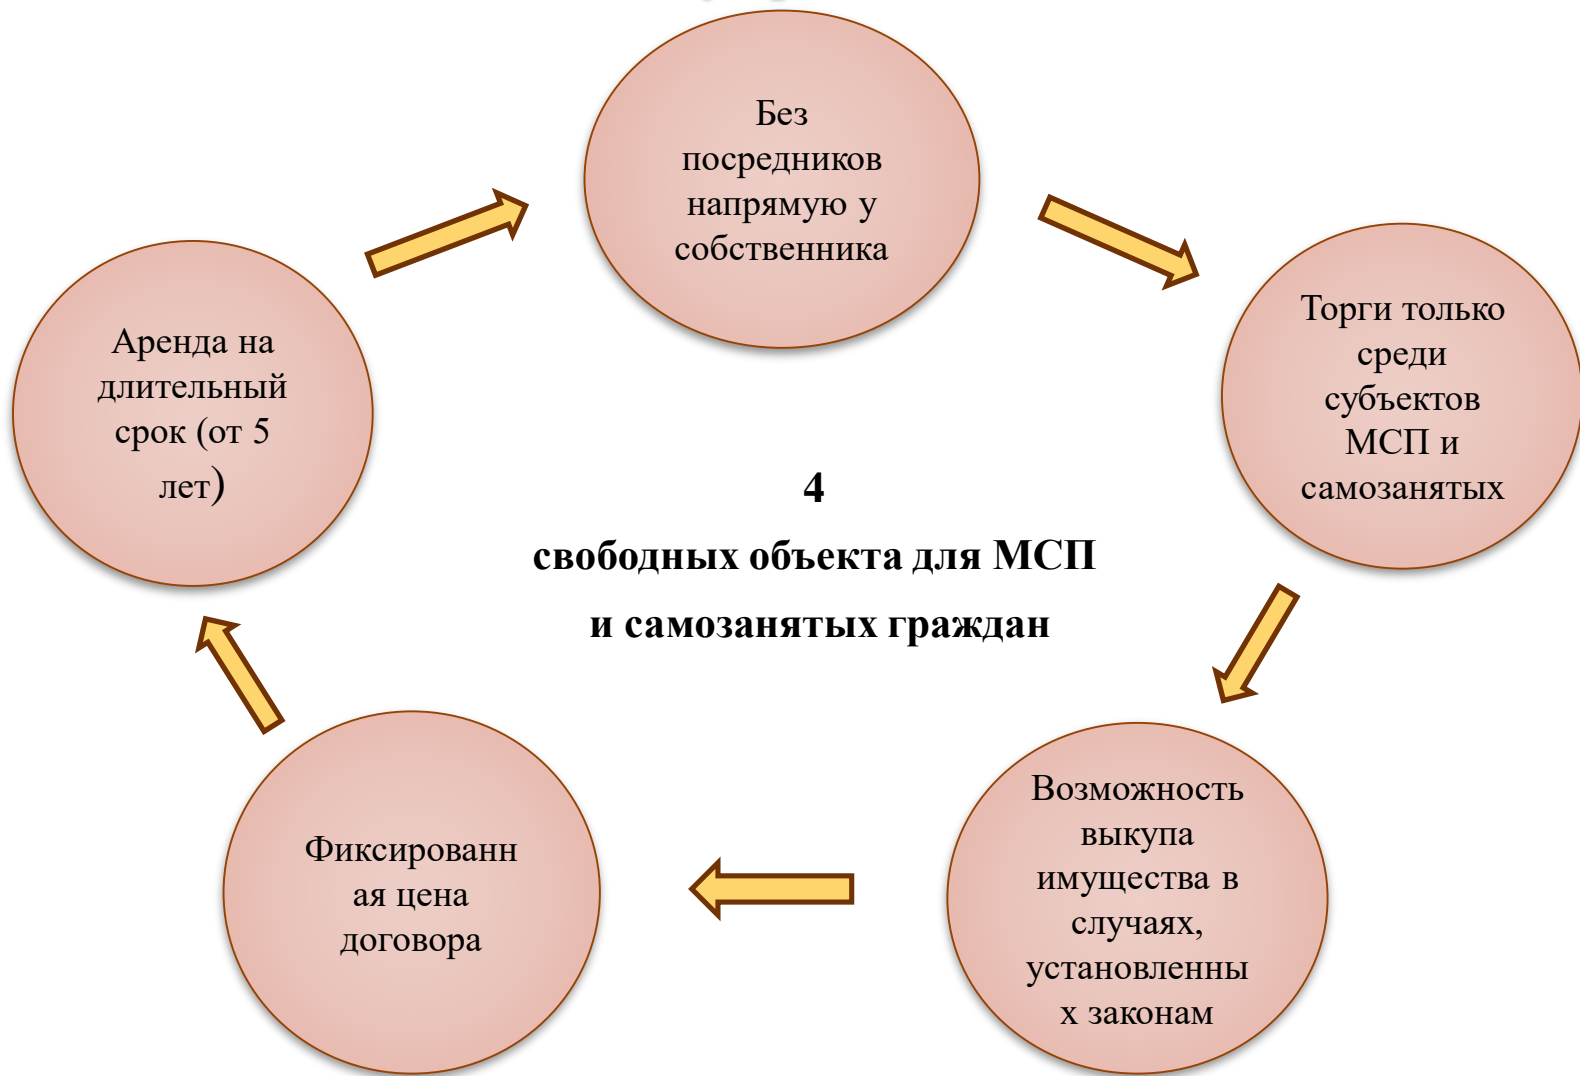 Без
посредников
напрямую у
собственника
Торги только
среди
субъектов
МСП и
самозанятых
Возможность
выкупа
имущества в
случаях,
установленны
х законам
Фиксированн
ая цена
договора
Аренда на
длительный
срок (от 5
лет)
4
свободных объекта для МСП
и самозанятых граждан